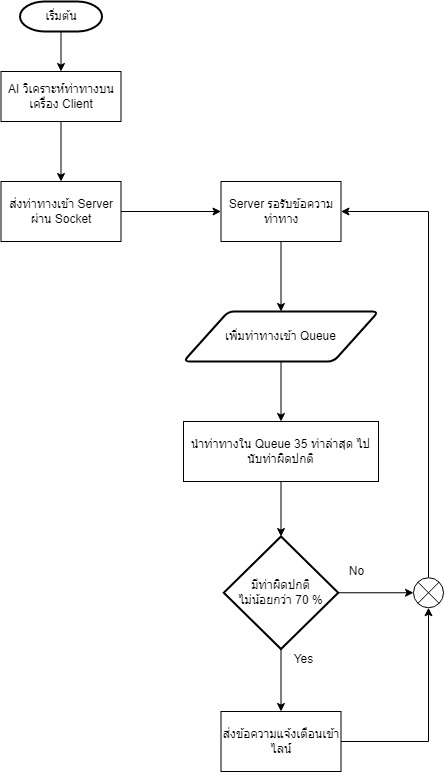 เริ่มต้น
AI วิเคราะห์ท่าทางบน
เครื่อง Client
ส่งท่าทางเข้า Server
ผ่าน Socket
Server รอรับข้อความ
ท่าทาง
เพิ่มท่าทางเข้า Queue
นำท่าทางใน Queue 35 ท่าล่าสุด ไป
นับท่าผิดปกติ
มีท่าผิดปกติ
ไม่น้อยกว่า 70 %
No
Yes
ส่งข้อความแจ้งเตือนเข้า
ไลน์